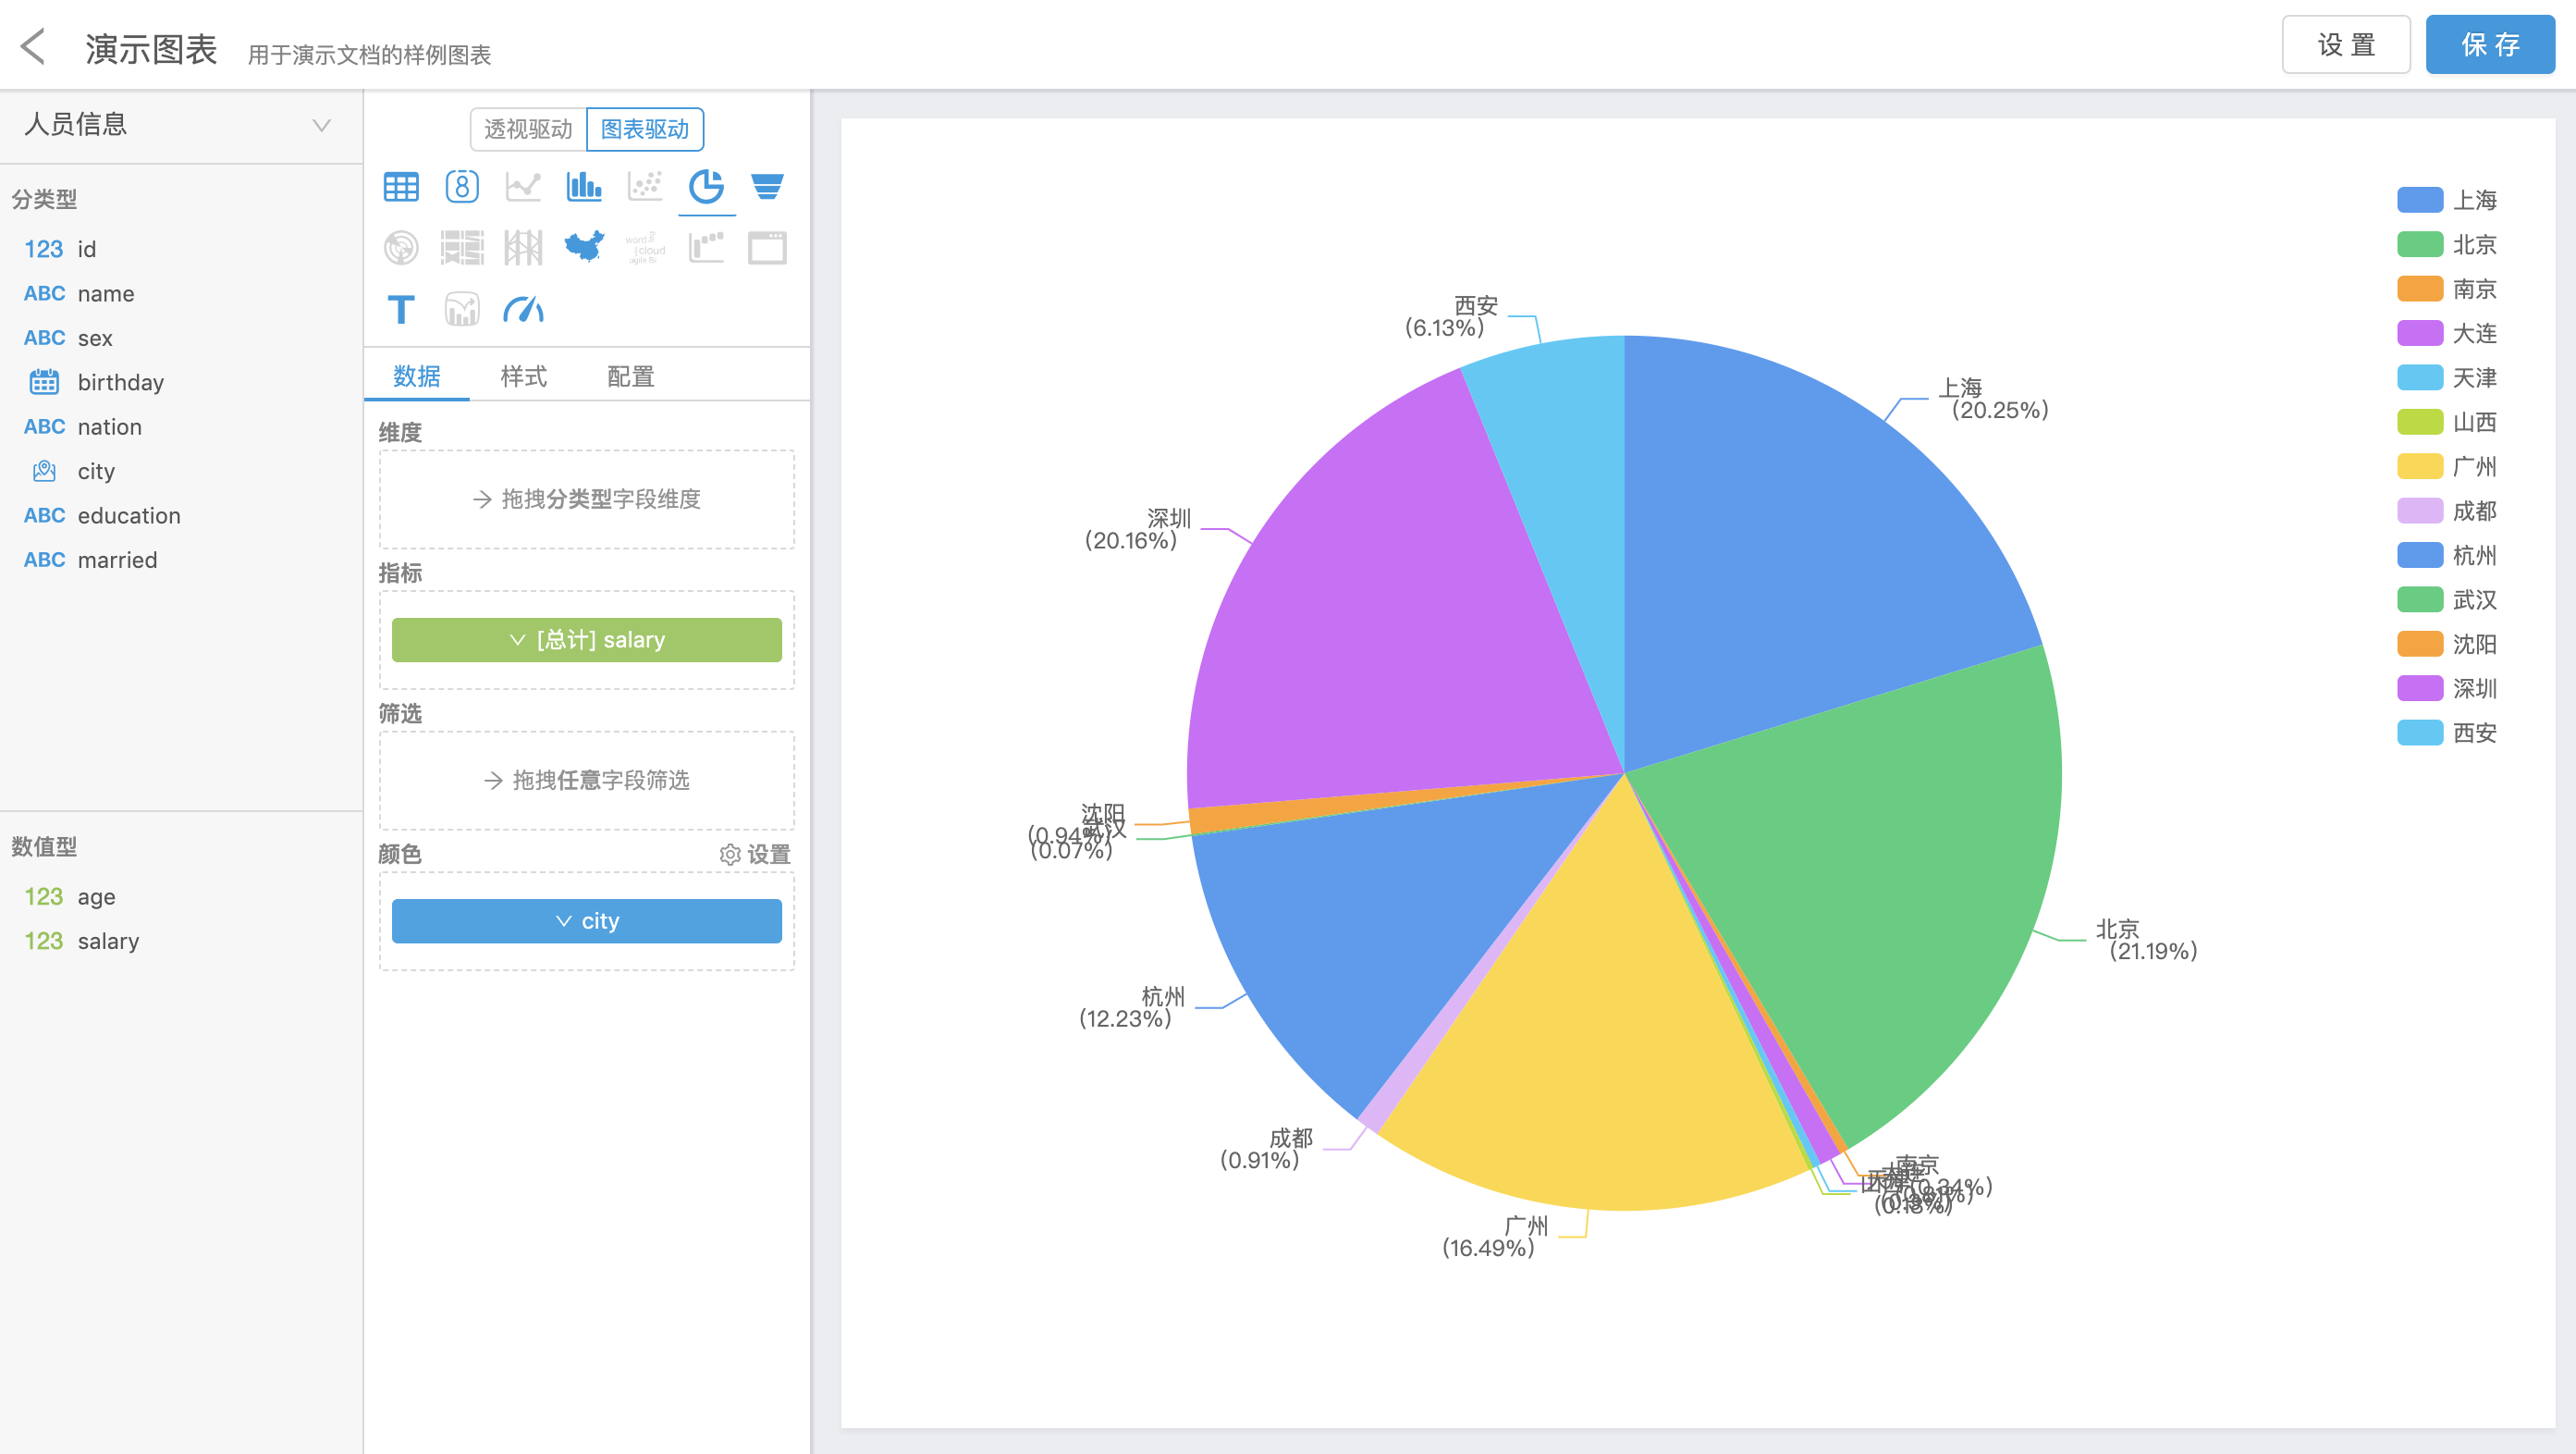 演示图表 用于演示文档的样例图表
设 置
保 存
人员信息
分类型
123 id
ABC name
ABC sex
birthday
ABC nation
city
ABC education
ABC married
数值型
123 age
123 salary
透视驱动 图表驱动
8
word
cloud
agile BI
T
数据 样式 配置
维度
→ 拖拽分类型字段维度
指标
[总计] salary
筛选
→ 拖拽任意字段筛选
颜色 设置
city
西安
(6.13%)
上海
(20.25%)
深圳
(20.16%)
沈阳
武汉
(0.94%)
(0.07%)
北京
(21.19%)
杭州
(12.23%)
成都
(0.91%)
南京
(0.34%)
广州
(16.49%)
上海
北京
南京
大连
天津
山西
广州
成都
杭州
武汉
沈阳
深圳
西安